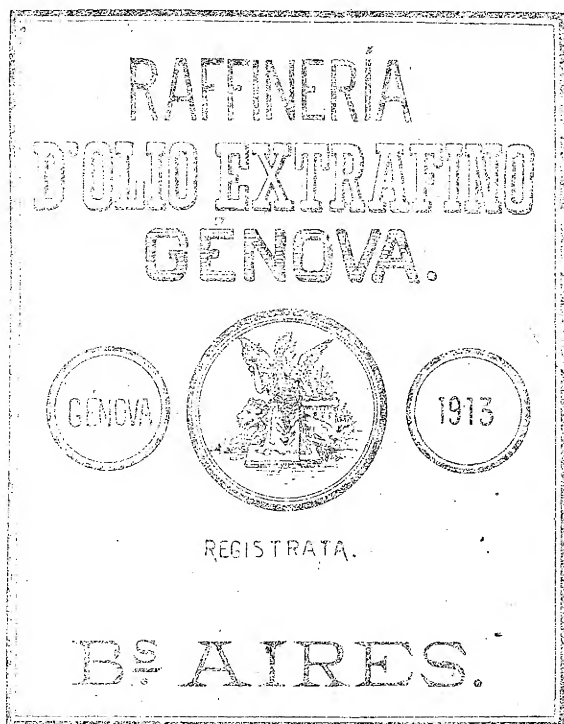 RAFFINERÍA
D'OLIO EXTRAFINO
GÉNOVA.
GÉNOVA
1913
REGISTRATA.
Bs AIRES.